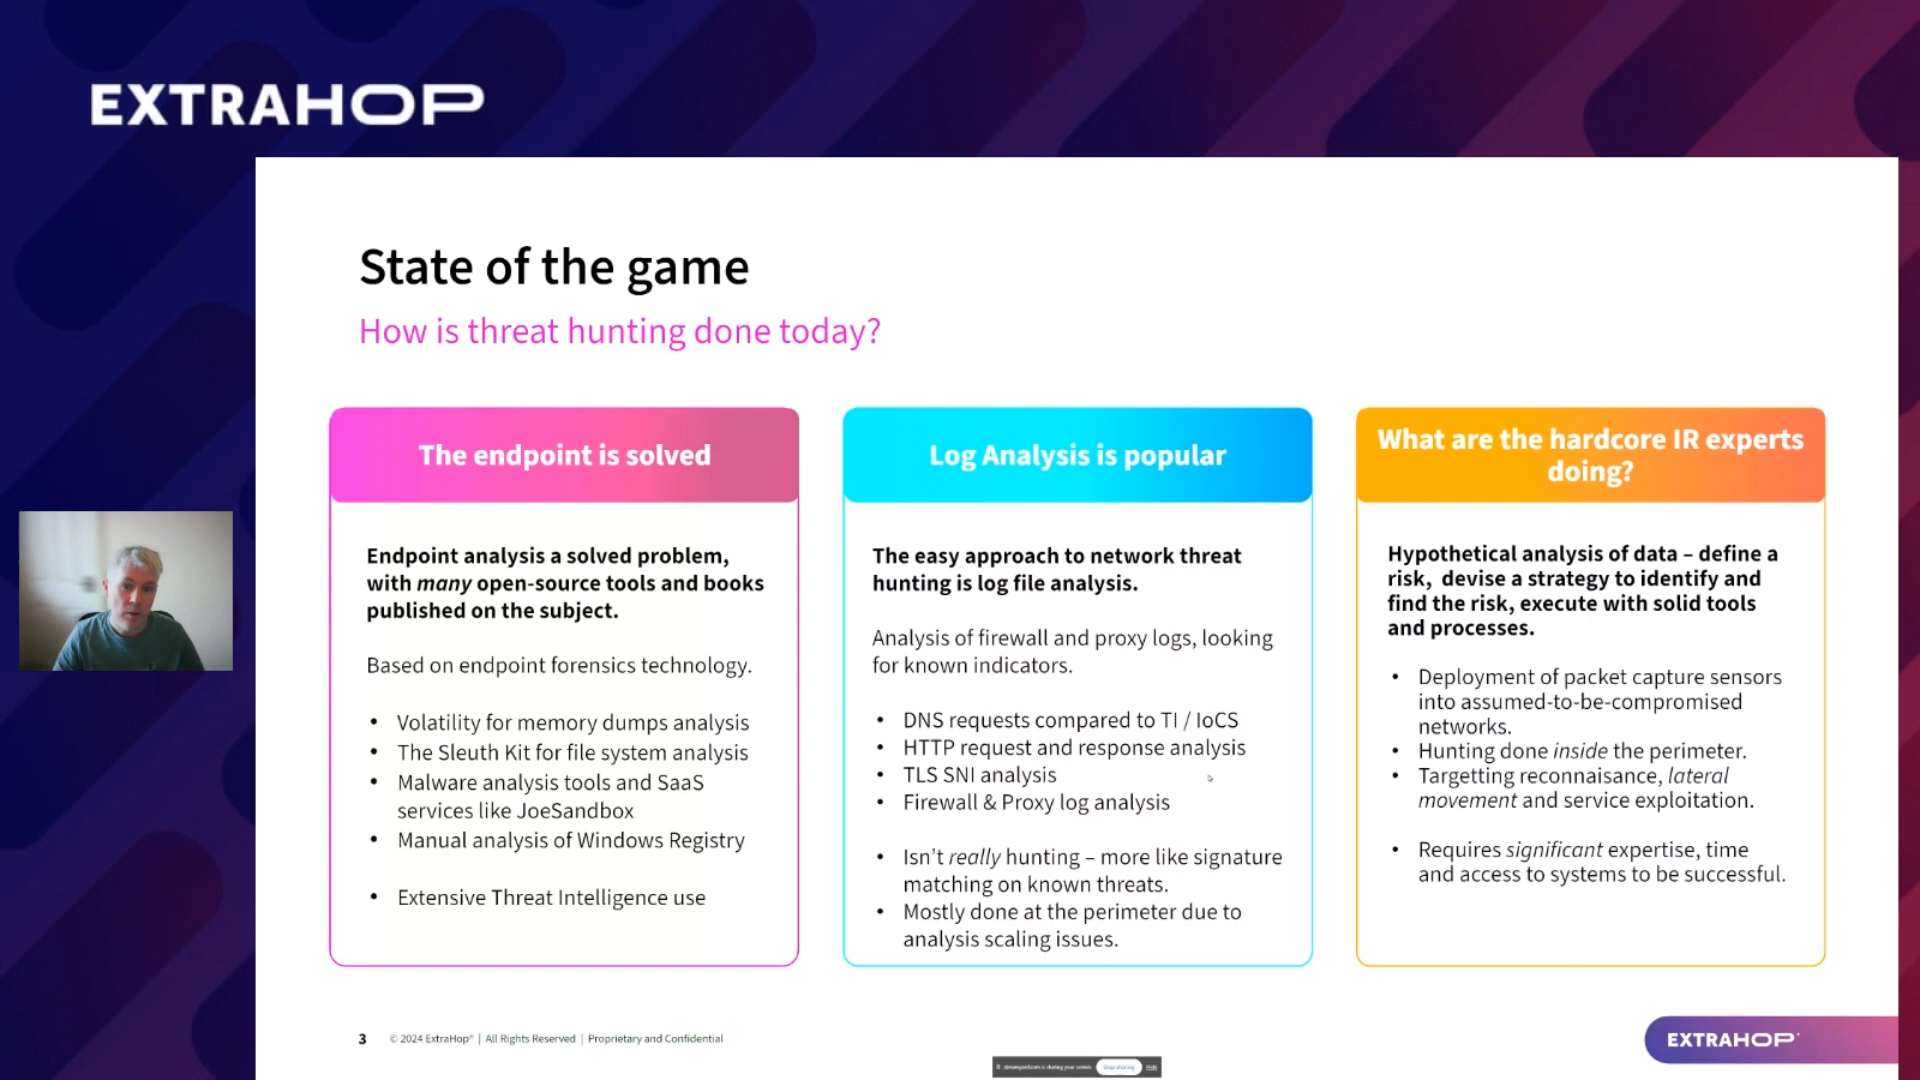 EXTRAHOP
State of the game
How is threat hunting done today?
The endpoint is solved
Endpoint analysis a solved problem,
with many open-source tools and books
published on the subject.
Based on endpoint forensics technology.
• Volatility for memory dumps analysis
• The Sleuth Kit for file system analysis
• Malware analysis tools and SaaS
services like JoeSandbox
• Manual analysis of Windows Registry
• Extensive Threat Intelligence use
Log Analysis is popular
The easy approach to network threat
hunting is log file analysis.
Analysis of firewall and proxy logs, looking
for known indicators.
• DNS requests compared to TI / IoCS
• HTTP request and response analysis
• TLS SNI analysis
• Firewall & Proxy log analysis
• Isn't really hunting – more like signature
matching on known threats.
• Mostly done at the perimeter due to
analysis scaling issues.
What are the hardcore IR experts
doing?
Hypothetical analysis of data – define a
risk, devise a strategy to identify and
find the risk, execute with solid tools
and processes.
• Deployment of packet capture sensors
into assumed-to-be-compromised
networks.
• Hunting done inside the perimeter.
• Targetting reconnaisance, lateral
movement and service exploitation.
• Requires significant expertise, time
and access to systems to be successful.
3 © 2024 ExtraHop® | All Rights Reserved | Proprietary and Confidential
streamyard.com is sharing your screen. Stop sharing Hide
EXTRAHOP